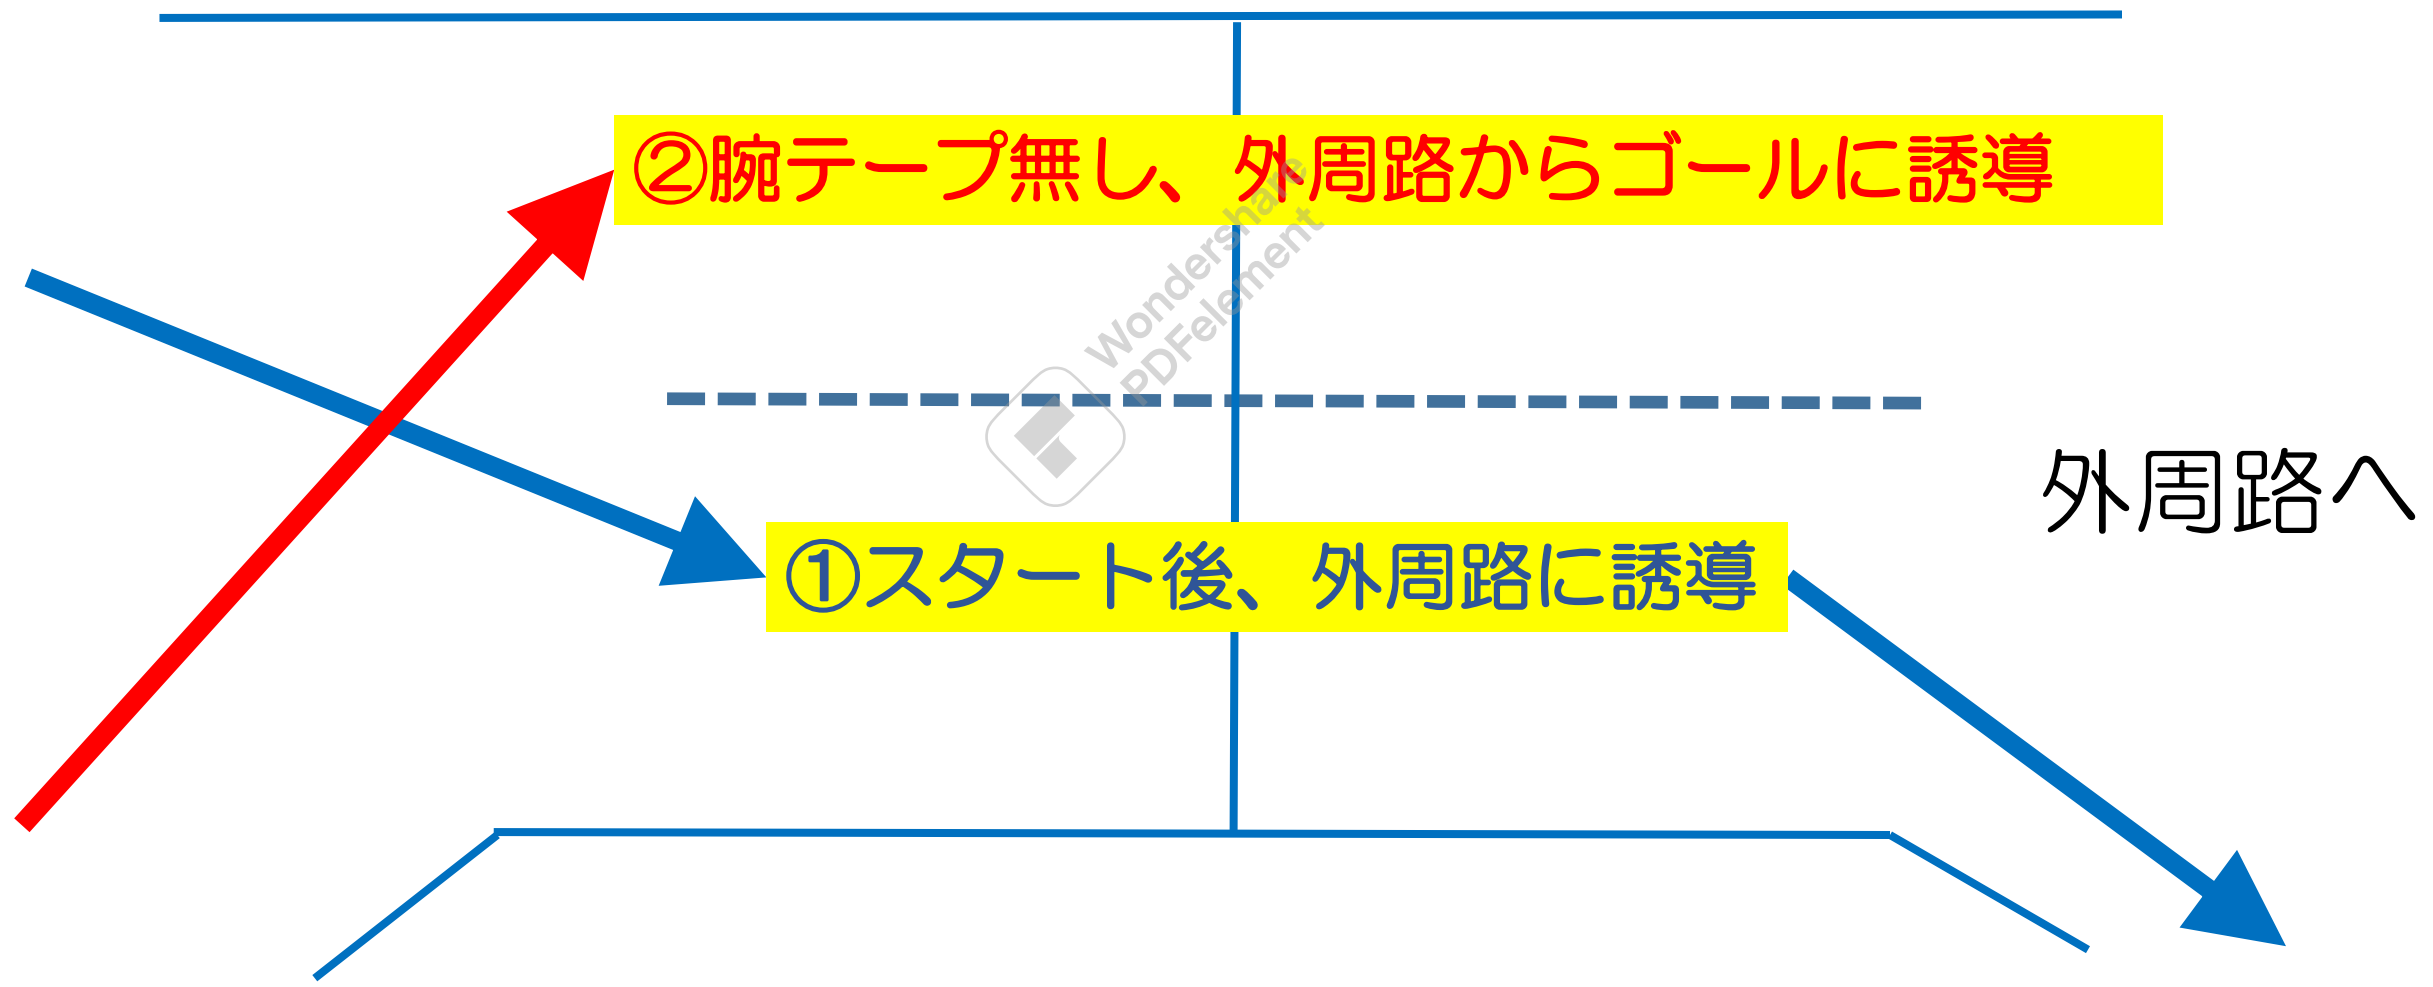 ②腕テープ無し、外周路からゴールに誘導
Wondershare
PDFelement
外周路へ
①スタート後、外周路に誘導